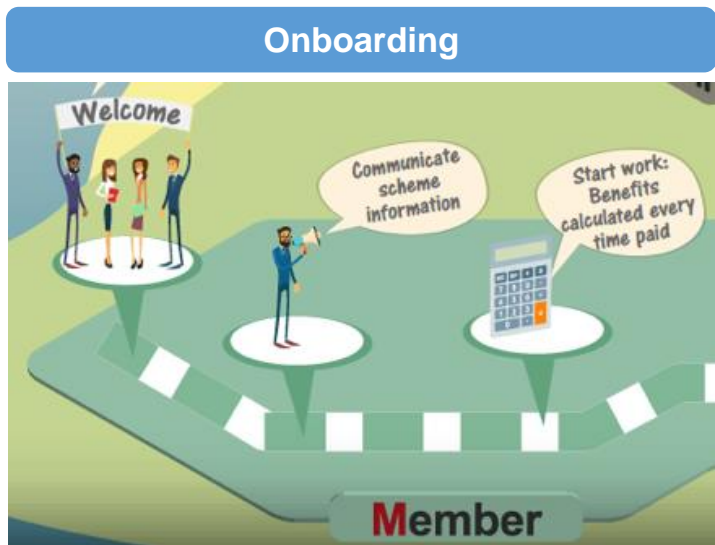 Onboarding
Welcome
Communicate
scheme
information
Start work:
Benefits
calculated every
time paid
Member